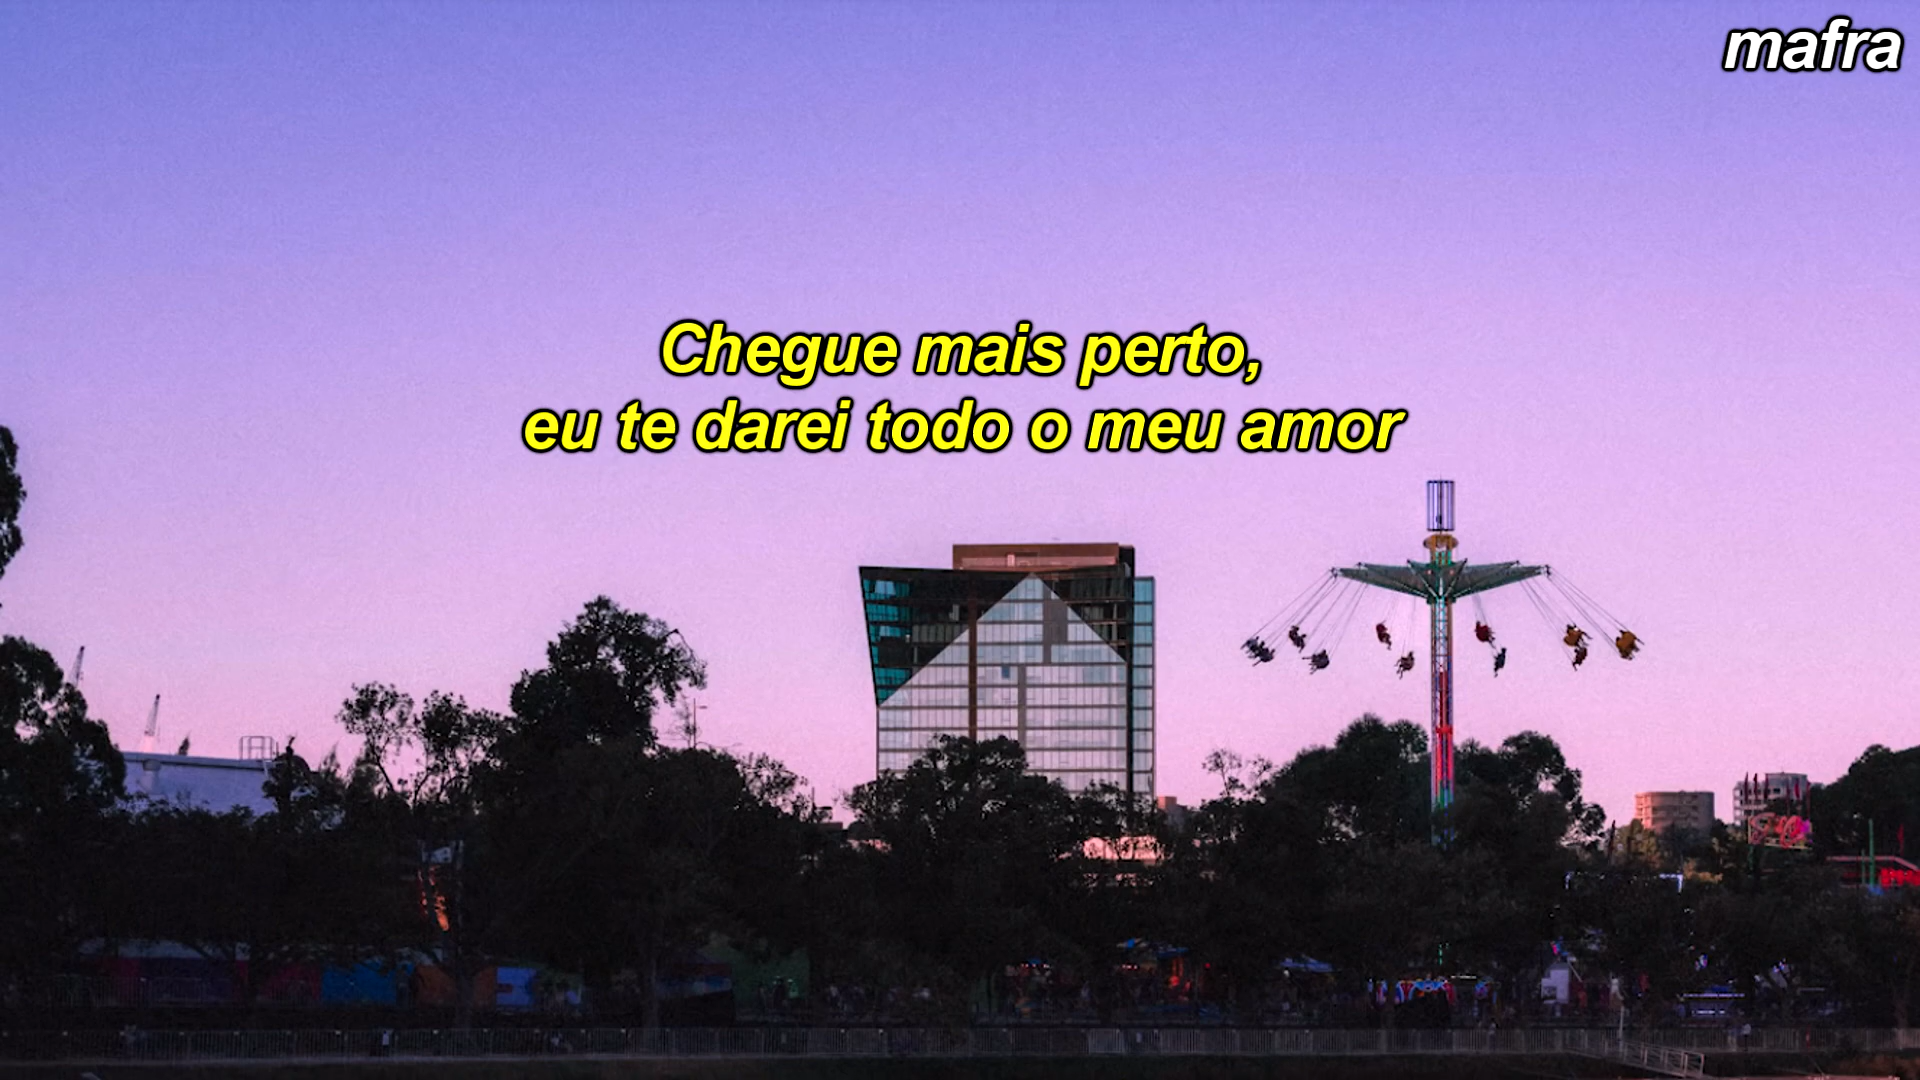 mafra
Chegue mais perto,
eu te darei todo o meu amor